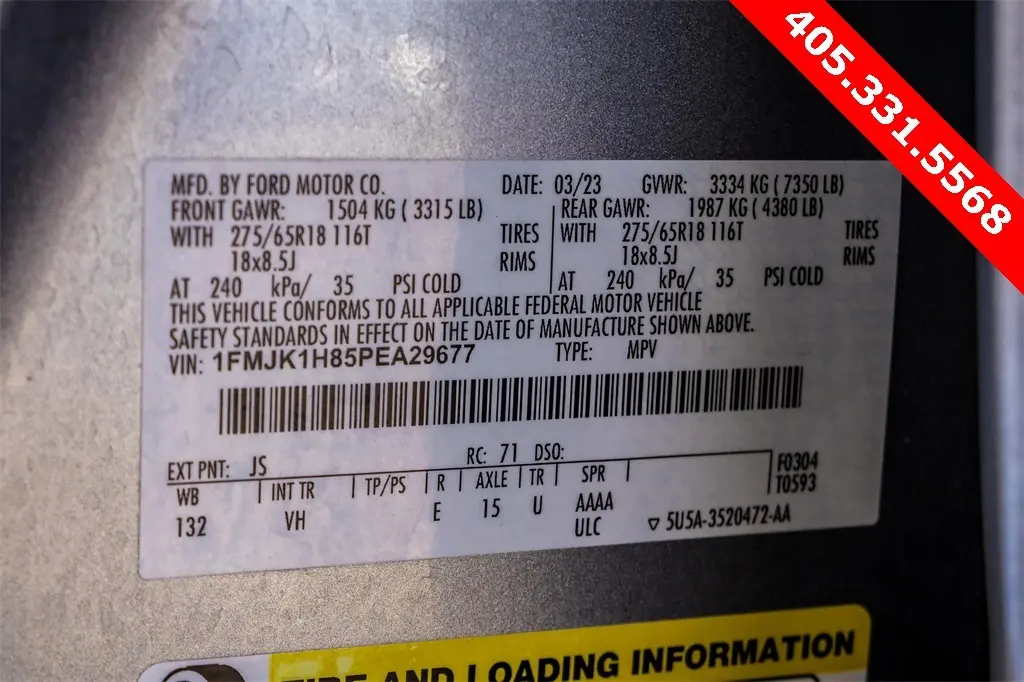 405.331.5568
MFD. BY FORD MOTOR CO. DATE: 03/23 GVWR: 3334 KG ( 7350 LB)
FRONT GAWR: 1504 KG ( 3315 LB) REAR GAWR: 1987 KG ( 4380 LB)
WITH 275/65R18 116T TIRES WITH 275/65R18 116T TIRES
18x8.5J RIMS 18x8.5J RIMS
AT 240 kPa/ 35 PSI COLD AT 240 kPa/ 35 PSI COLD
THIS VEHICLE CONFORMS TO ALL APPLICABLE FEDERAL MOTOR VEHICLE
SAFETY STANDARDS IN EFFECT ON THE DATE OF MANUFACTURE SHOWN ABOVE.
VIN: 1FMJK1H85PEA29677 TYPE: MPV
EXT PNT: JS RC: 71 DSO:
WB INT TR TP/PS R AXLE TR SPR F0304
T0593
132 VH E 15 U AAAA
ULC 5U5A-3520472-AA
TIRE AND LOADING INFORMATION